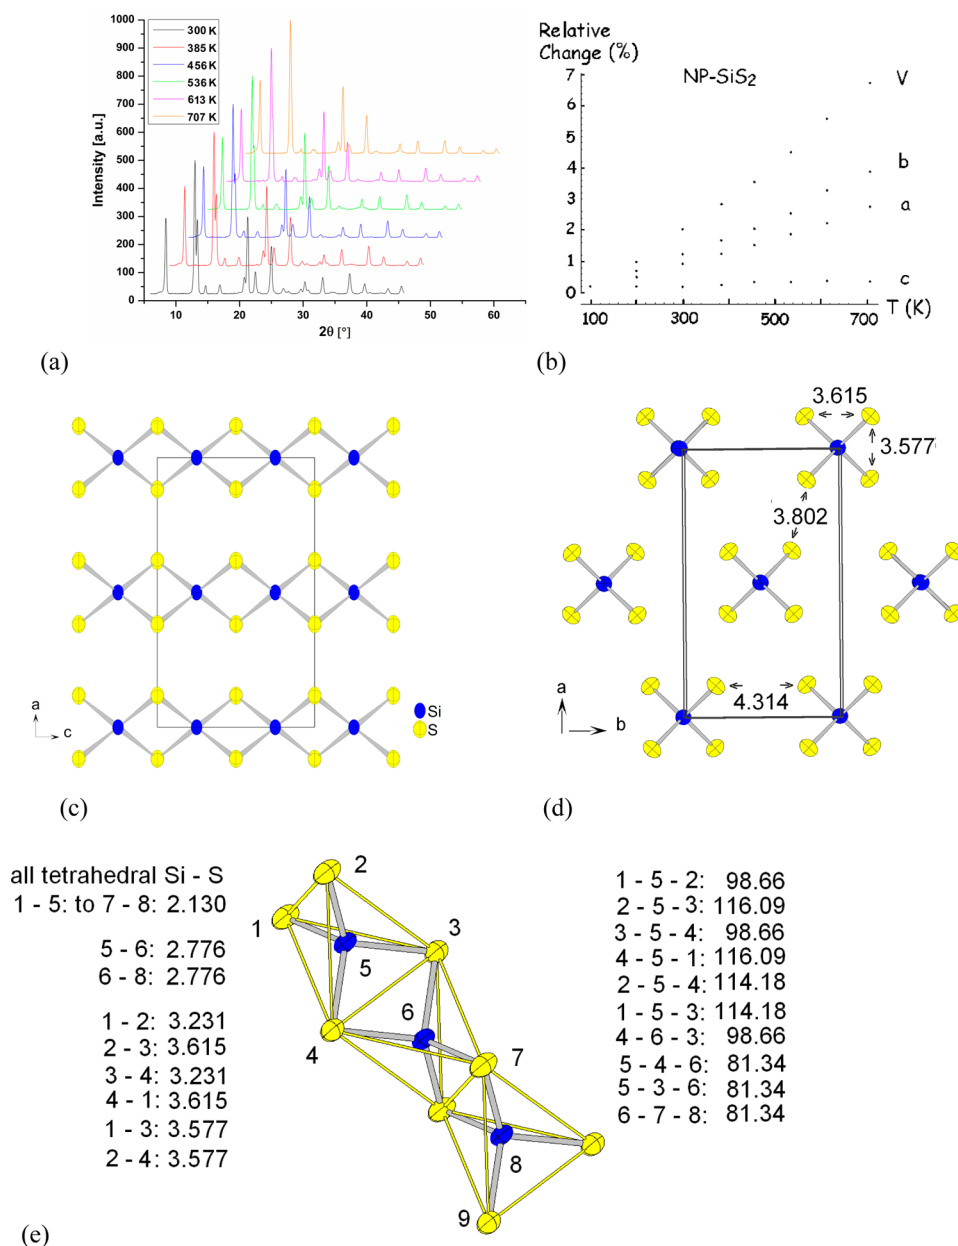 1000
900
800
700
600
500
400
300
200
100
0
Intensity [a.u.]
300 K
385 K
456 K
536 K
613 K
707 K
10 20 30 40 50 60
2θ [°]
(a)
Relative
Change (%)
NP-SiS2
7
6
5
4
3
2
1
0
V
b
a
c
100 200 300 400 500 600 700
T (K)
(b)
a
c
Si
S
(c)
3.615
3.577
3.802
4.314
a
b
(d)
all tetrahedral Si - S
1 - 5: to 7 - 8: 2.130
5 - 6: 2.776
6 - 8: 2.776
1 - 2: 3.231
2 - 3: 3.615
3 - 4: 3.231
4 - 1: 3.615
1 - 3: 3.577
2 - 4: 3.577
2
1
3
5
6
4
7
8
9
1 - 5 - 2: 98.66
2 - 5 - 3: 116.09
3 - 5 - 4: 98.66
4 - 5 - 1: 116.09
2 - 5 - 4: 114.18
1 - 5 - 3: 114.18
4 - 6 - 3: 98.66
5 - 4 - 6: 81.34
5 - 3 - 6: 81.34
6 - 7 - 8: 81.34
(e)